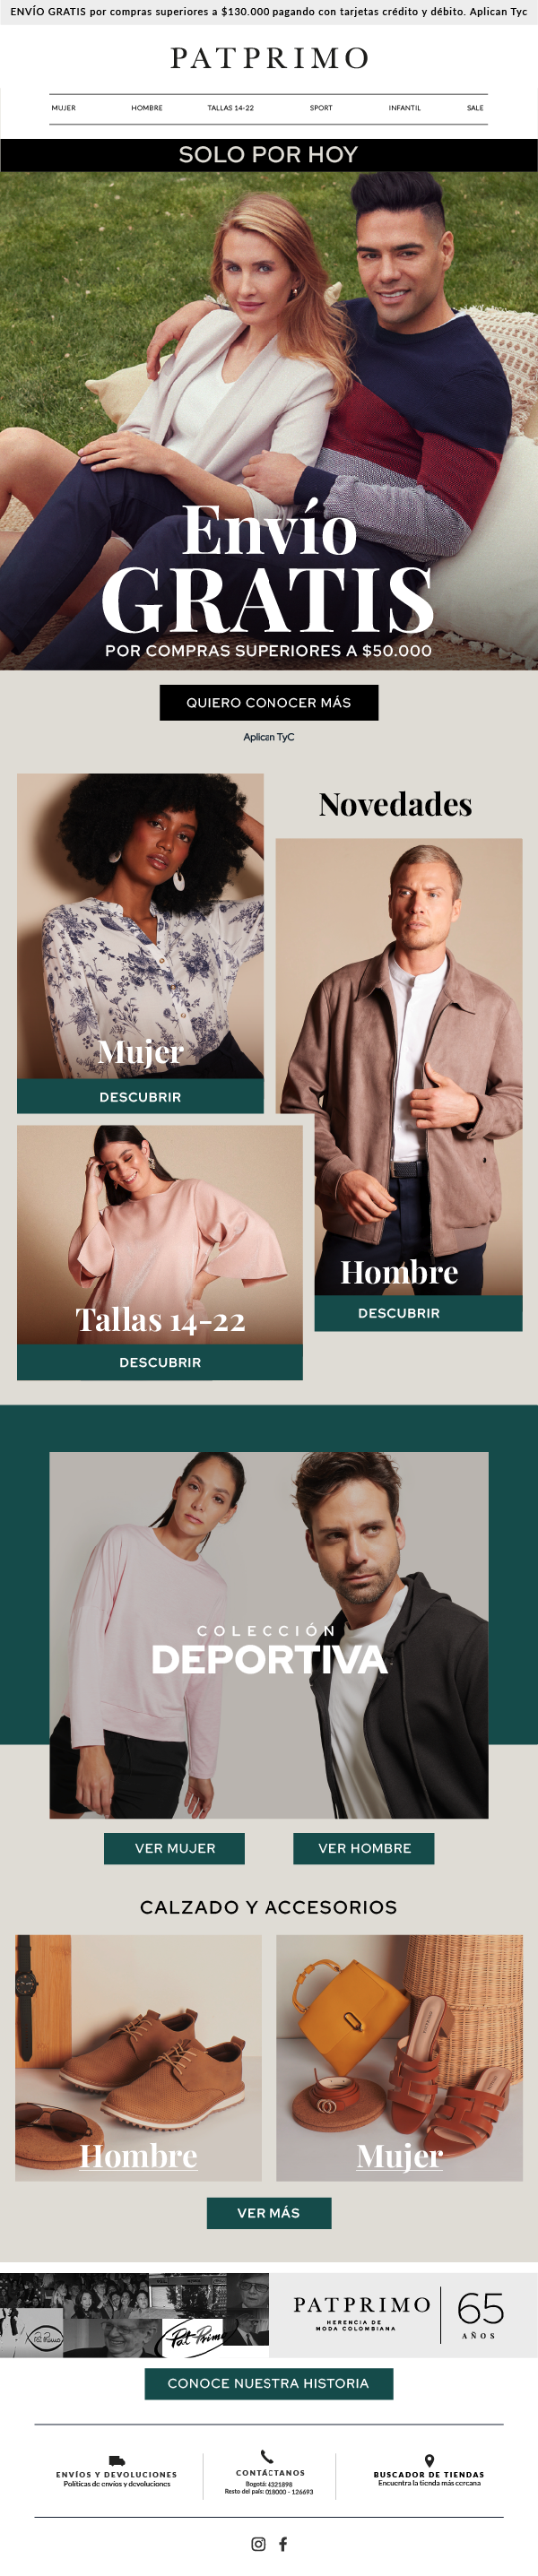 ENVÍO GRATIS por compras superiores a $130.000 pagando con tarjetas crédito y débito. Aplican Tyc
PATPRIMO
MUJER HOMBRE TALLAS 14-22 SPORT INFANTIL SALE
SOLO POR HOY
Envío
GRATIS
POR COMPRAS SUPERIORES A $50.000
QUIERO CONOCER MÁS
Aplican TyC
Novedades
Mujer
DESCUBRIR
Hombre
DESCUBRIR
Tallas 14-22
DESCUBRIR
COLECCIÓN
DEPORTIVA
VER MUJER
VER HOMBRE
CALZADO Y ACCESORIOS
Hombre
Mujer
VER MÁS
Pat Primo
PATPRIMO
HERENCIA DE
MODA COLOMBIANA
65
AÑOS
CONOCE NUESTRA HISTORIA
ENVÍOS Y DEVOLUCIONES
Políticas de envíos y devoluciones
CONTÁCTANOS
Bogotá: 4321898
Resto del país: 018000 - 126693
BUSCADOR DE TIENDAS
Encuentra la tienda más cercana